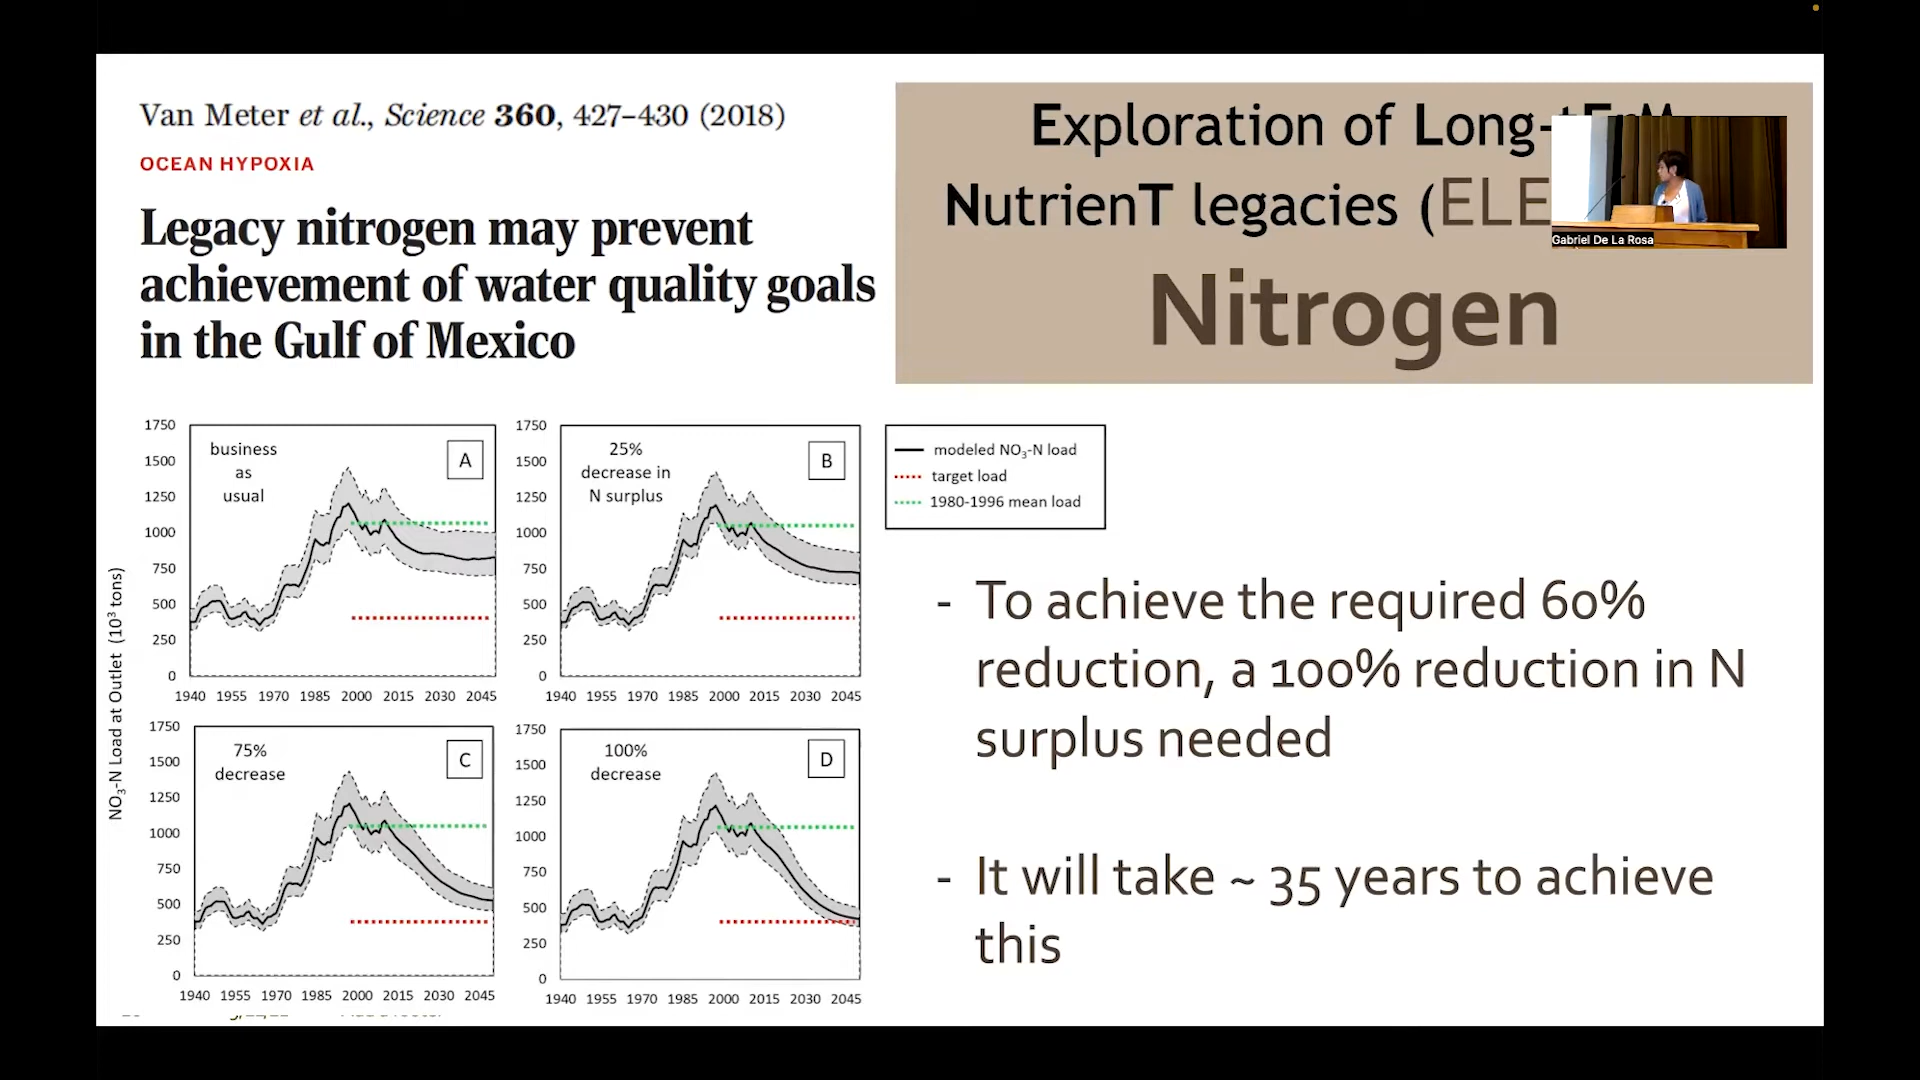 Van Meter et al., Science 360, 427–430 (2018)
OCEAN HYPOXIA
Legacy nitrogen may prevent
achievement of water quality goals
in the Gulf of Mexico
Exploration of Long-tErM
NutrienT legacies (ELE
Nitrogen
Gabriel De La Rosa
NO3-N Load at Outlet (10³ tons)
1750
1500
1250
1000
750
500
250
0
business
as
usual
A
1940 1955 1970 1985 2000 2015 2030 2045
1750
1500
1250
1000
750
500
250
0
25%
decrease in
N surplus
B
1940 1955 1970 1985 2000 2015 2030 2045
modeled NO3-N load
target load
1980-1996 mean load
1750
1500
1250
1000
750
500
250
0
75%
decrease
C
1940 1955 1970 1985 2000 2015 2030 2045
1750
1500
1250
1000
750
500
250
0
100%
decrease
D
1940 1955 1970 1985 2000 2015 2030 2045
- To achieve the required 60%
reduction, a 100% reduction in N
surplus needed
- It will take ~ 35 years to achieve
this